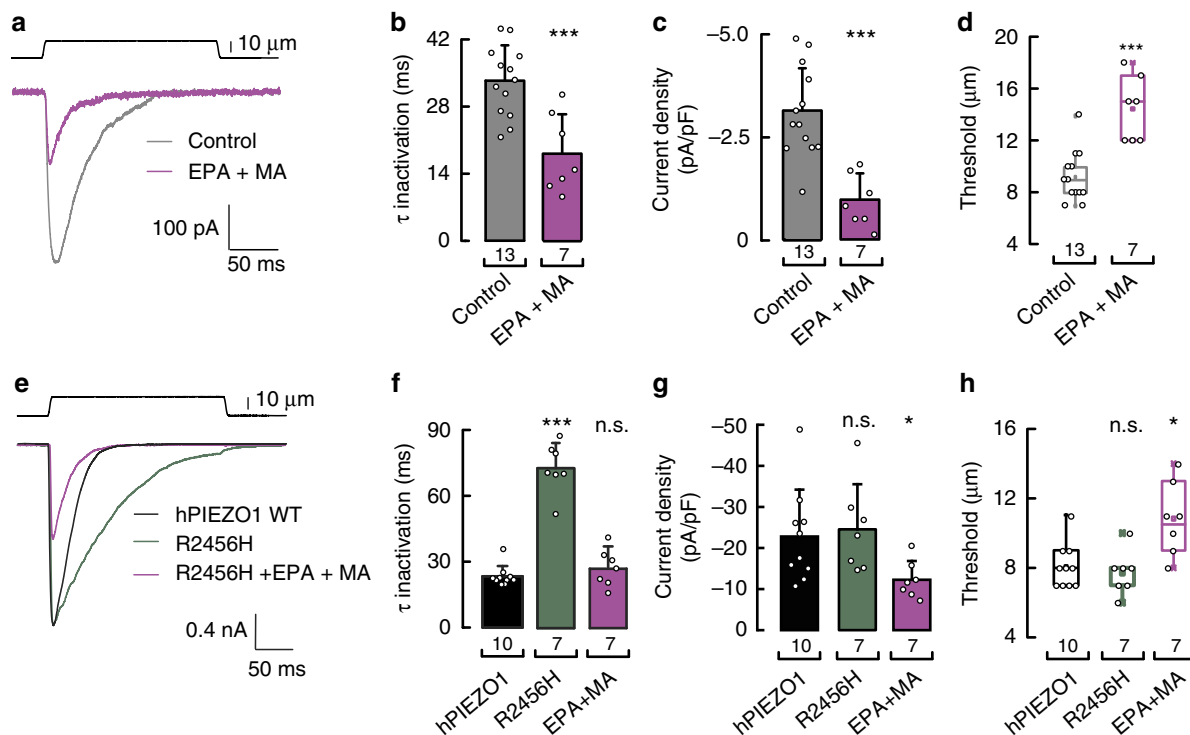 a
10 μm
Control
EPA + MA
100 pA
50 ms
b
τ inactivation (ms)
42
28
14
0
***
13
7
Control
EPA + MA
c
Current density
(pA/pF)
–5.0
–2.5
0
***
13
7
Control
EPA + MA
d
Threshold (μm)
20
16
12
8
4
***
13
7
Control
EPA + MA
e
10 μm
hPIEZO1 WT
R2456H
R2456H +EPA + MA
0.4 nA
50 ms
f
τ inactivation (ms)
90
60
30
0
***
n.s.
10
7
7
hPIEZO1
R2456H
EPA+MA
g
Current density
(pA/pF)
–50
–40
–30
–20
–10
0
n.s.
*
10
7
7
hPIEZO1
R2456H
EPA+MA
h
Threshold (μm)
16
12
8
4
n.s.
*
10
7
7
hPIEZO1
R2456H
EPA+MA